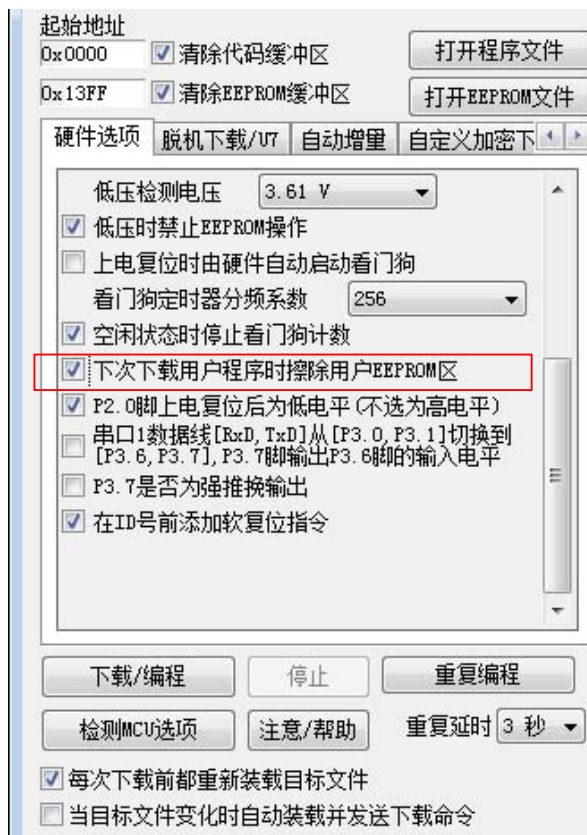 起始地址
0x0000 清除代码缓冲区 打开程序文件
0x13FF 清除EEPROM缓冲区 打开EEPROM文件
硬件选项 脱机下载/U7 自动增量 自定义加密下
低压检测电压 3.61 V
低压时禁止EEPROM操作
上电复位时由硬件自动启动看门狗
看门狗定时器分频系数 256
空闲状态时停止看门狗计数
下次下载用户程序时擦除用户EEPROM区
P2.0脚上电复位后为低电平(不选为高电平)
串口1数据线[RxD,TxD]从[P3.0,P3.1]切换到
[P3.6,P3.7],P3.7脚输出P3.6脚的输入电平
P3.7是否为强推挽输出
在ID号前添加软复位指令
下载/编程 停止 重复编程
检测MCU选项 注意/帮助 重复延时 3 秒
每次下载前都重新装载目标文件
当目标文件变化时自动装载并发送下载命令